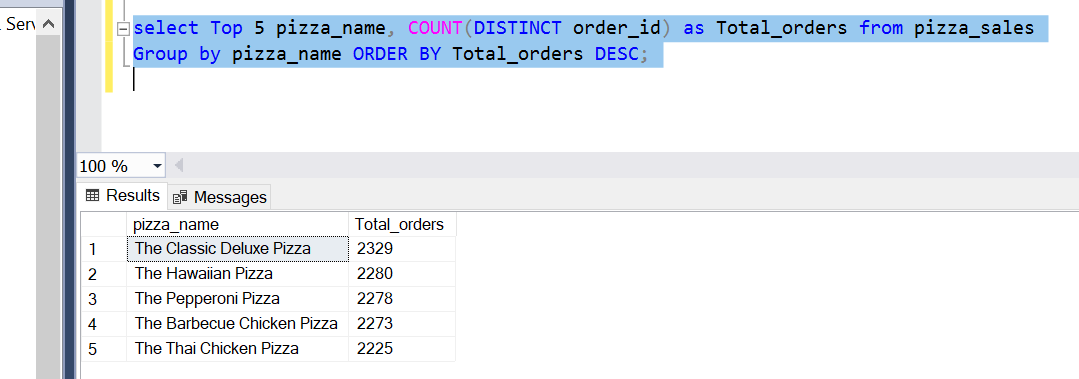 . Serv
select Top 5 pizza_name, COUNT(DISTINCT order_id) as Total_orders from pizza_sales
Group by pizza_name ORDER BY Total_orders DESC;
100 %
Results Messages
pizza_name Total_orders
1 The Classic Deluxe Pizza 2329
2 The Hawaiian Pizza 2280
3 The Pepperoni Pizza 2278
4 The Barbecue Chicken Pizza 2273
5 The Thai Chicken Pizza 2225